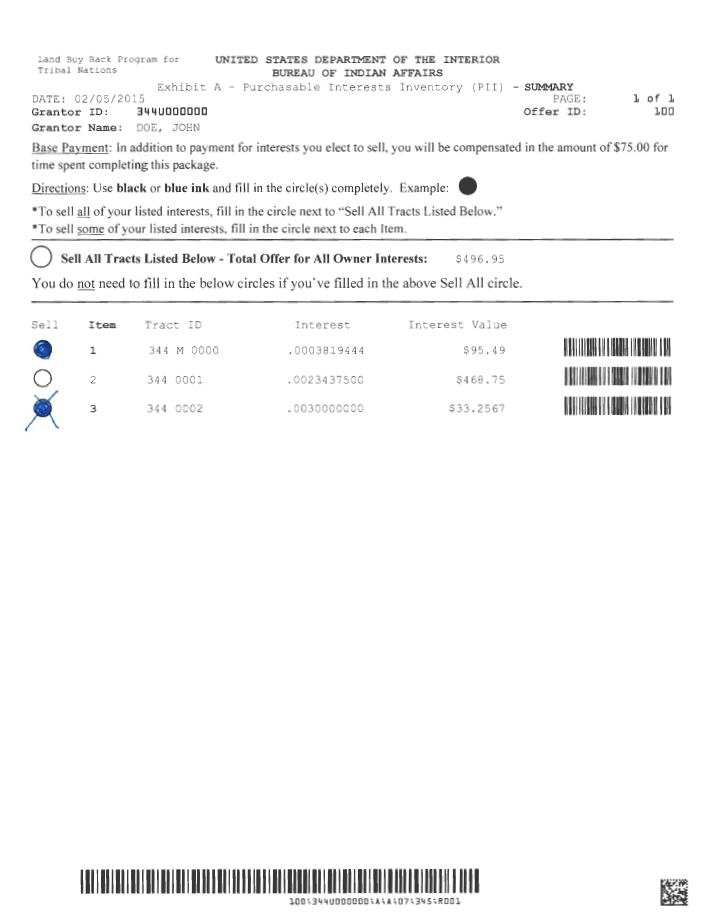 Land Buy Back Program for UNITED STATES DEPARTMENT OF THE INTERIOR
Tribal Nations BUREAU OF INDIAN AFFAIRS
Exhibit A - Purchasable Interests Inventory (PII) - SUMMARY
DATE: 02/05/2015 PAGE: 1 of 1
Grantor ID: 344U000000 Offer ID: 100
Grantor Name: DOE, JOHN
Base Payment: In addition to payment for interests you elect to sell, you will be compensated in the amount of $75.00 for
time spent completing this package.
Directions: Use black or blue ink and fill in the circle(s) completely. Example:
*To sell all of your listed interests, fill in the circle next to “Sell All Tracts Listed Below.”
*To sell some of your listed interests, fill in the circle next to each Item.
Sell All Tracts Listed Below - Total Offer for All Owner Interests: $496.95
You do not need to fill in the below circles if you’ve filled in the above Sell All circle.
Sell Item Tract ID Interest Interest Value
1 344 M 0000 .0003819444 $95.49
2 344 0001 .0023437500 $468.75
3 344 0002 .0030000000 $33.2567